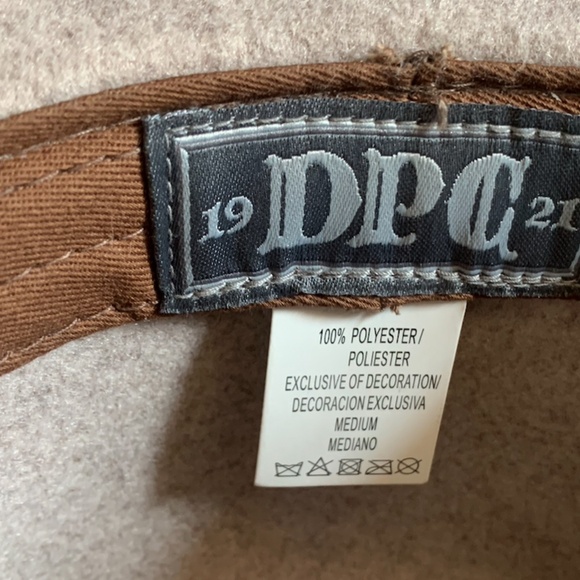 19 DPC 21
100% POLYESTER/
POLIESTER
EXCLUSIVE OF DECORATION/
DECORACION EXCLUSIVA
MEDIUM
MEDIANO